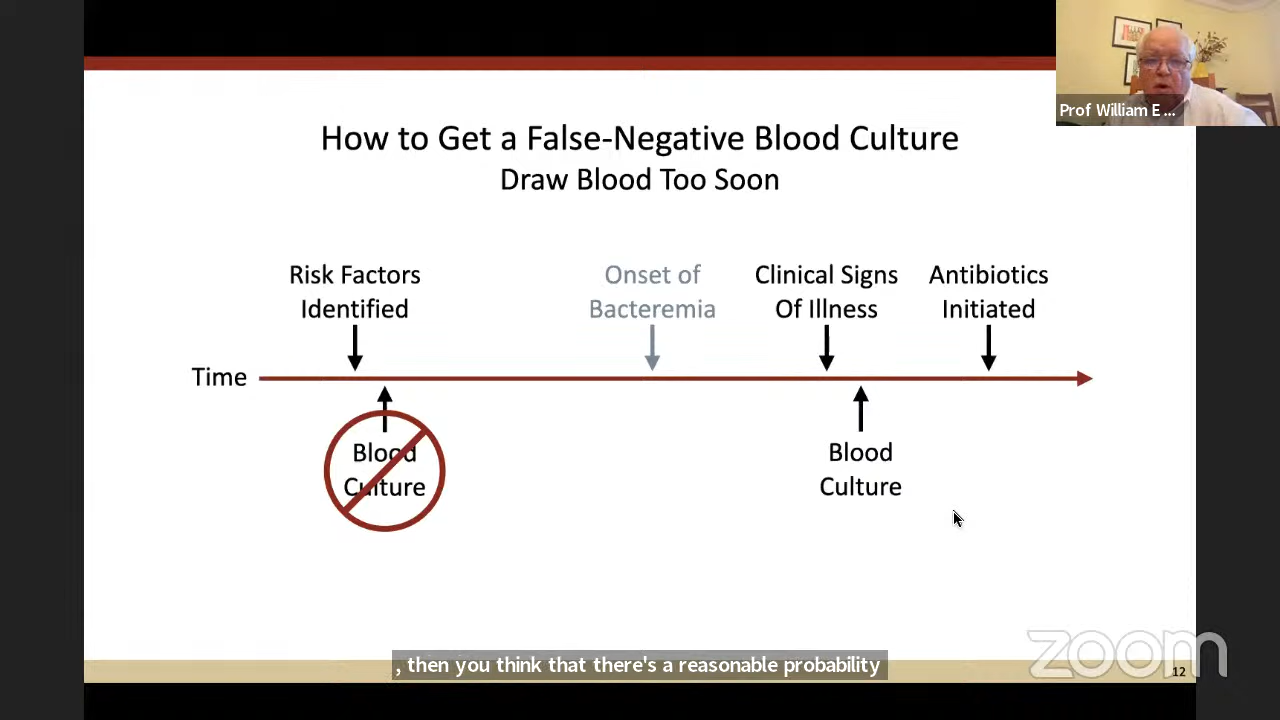 Prof William E ...
How to Get a False-Negative Blood Culture
Draw Blood Too Soon
Risk Factors
Identified
Onset of
Bacteremia
Clinical Signs
Of Illness
Antibiotics
Initiated
Time
Blood
Culture
Blood
Culture
, then you think that there's a reasonable probability
zoom
12